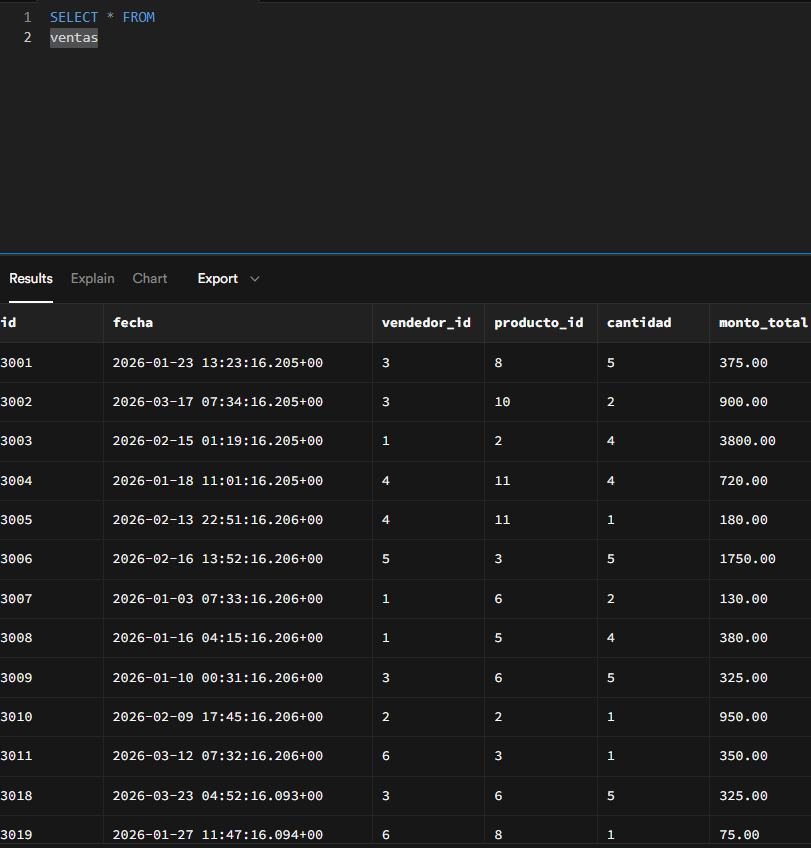 1 SELECT * FROM
2 ventas
Results Explain Chart Export
id fecha vendedor_id producto_id cantidad monto_total
3001 2026-01-23 13:23:16.205+00 3 8 5 375.00
3002 2026-03-17 07:34:16.205+00 3 10 2 900.00
3003 2026-02-15 01:19:16.205+00 1 2 4 3800.00
3004 2026-01-18 11:01:16.205+00 4 11 4 720.00
3005 2026-02-13 22:51:16.206+00 4 11 1 180.00
3006 2026-02-16 13:52:16.206+00 5 3 5 1750.00
3007 2026-01-03 07:33:16.206+00 1 6 2 130.00
3008 2026-01-16 04:15:16.206+00 1 5 4 380.00
3009 2026-01-10 00:31:16.206+00 3 6 5 325.00
3010 2026-02-09 17:45:16.206+00 2 2 1 950.00
3011 2026-03-12 07:32:16.206+00 6 3 1 350.00
3018 2026-03-23 04:52:16.093+00 3 6 5 325.00
3019 2026-01-27 11:47:16.094+00 6 8 1 75.00